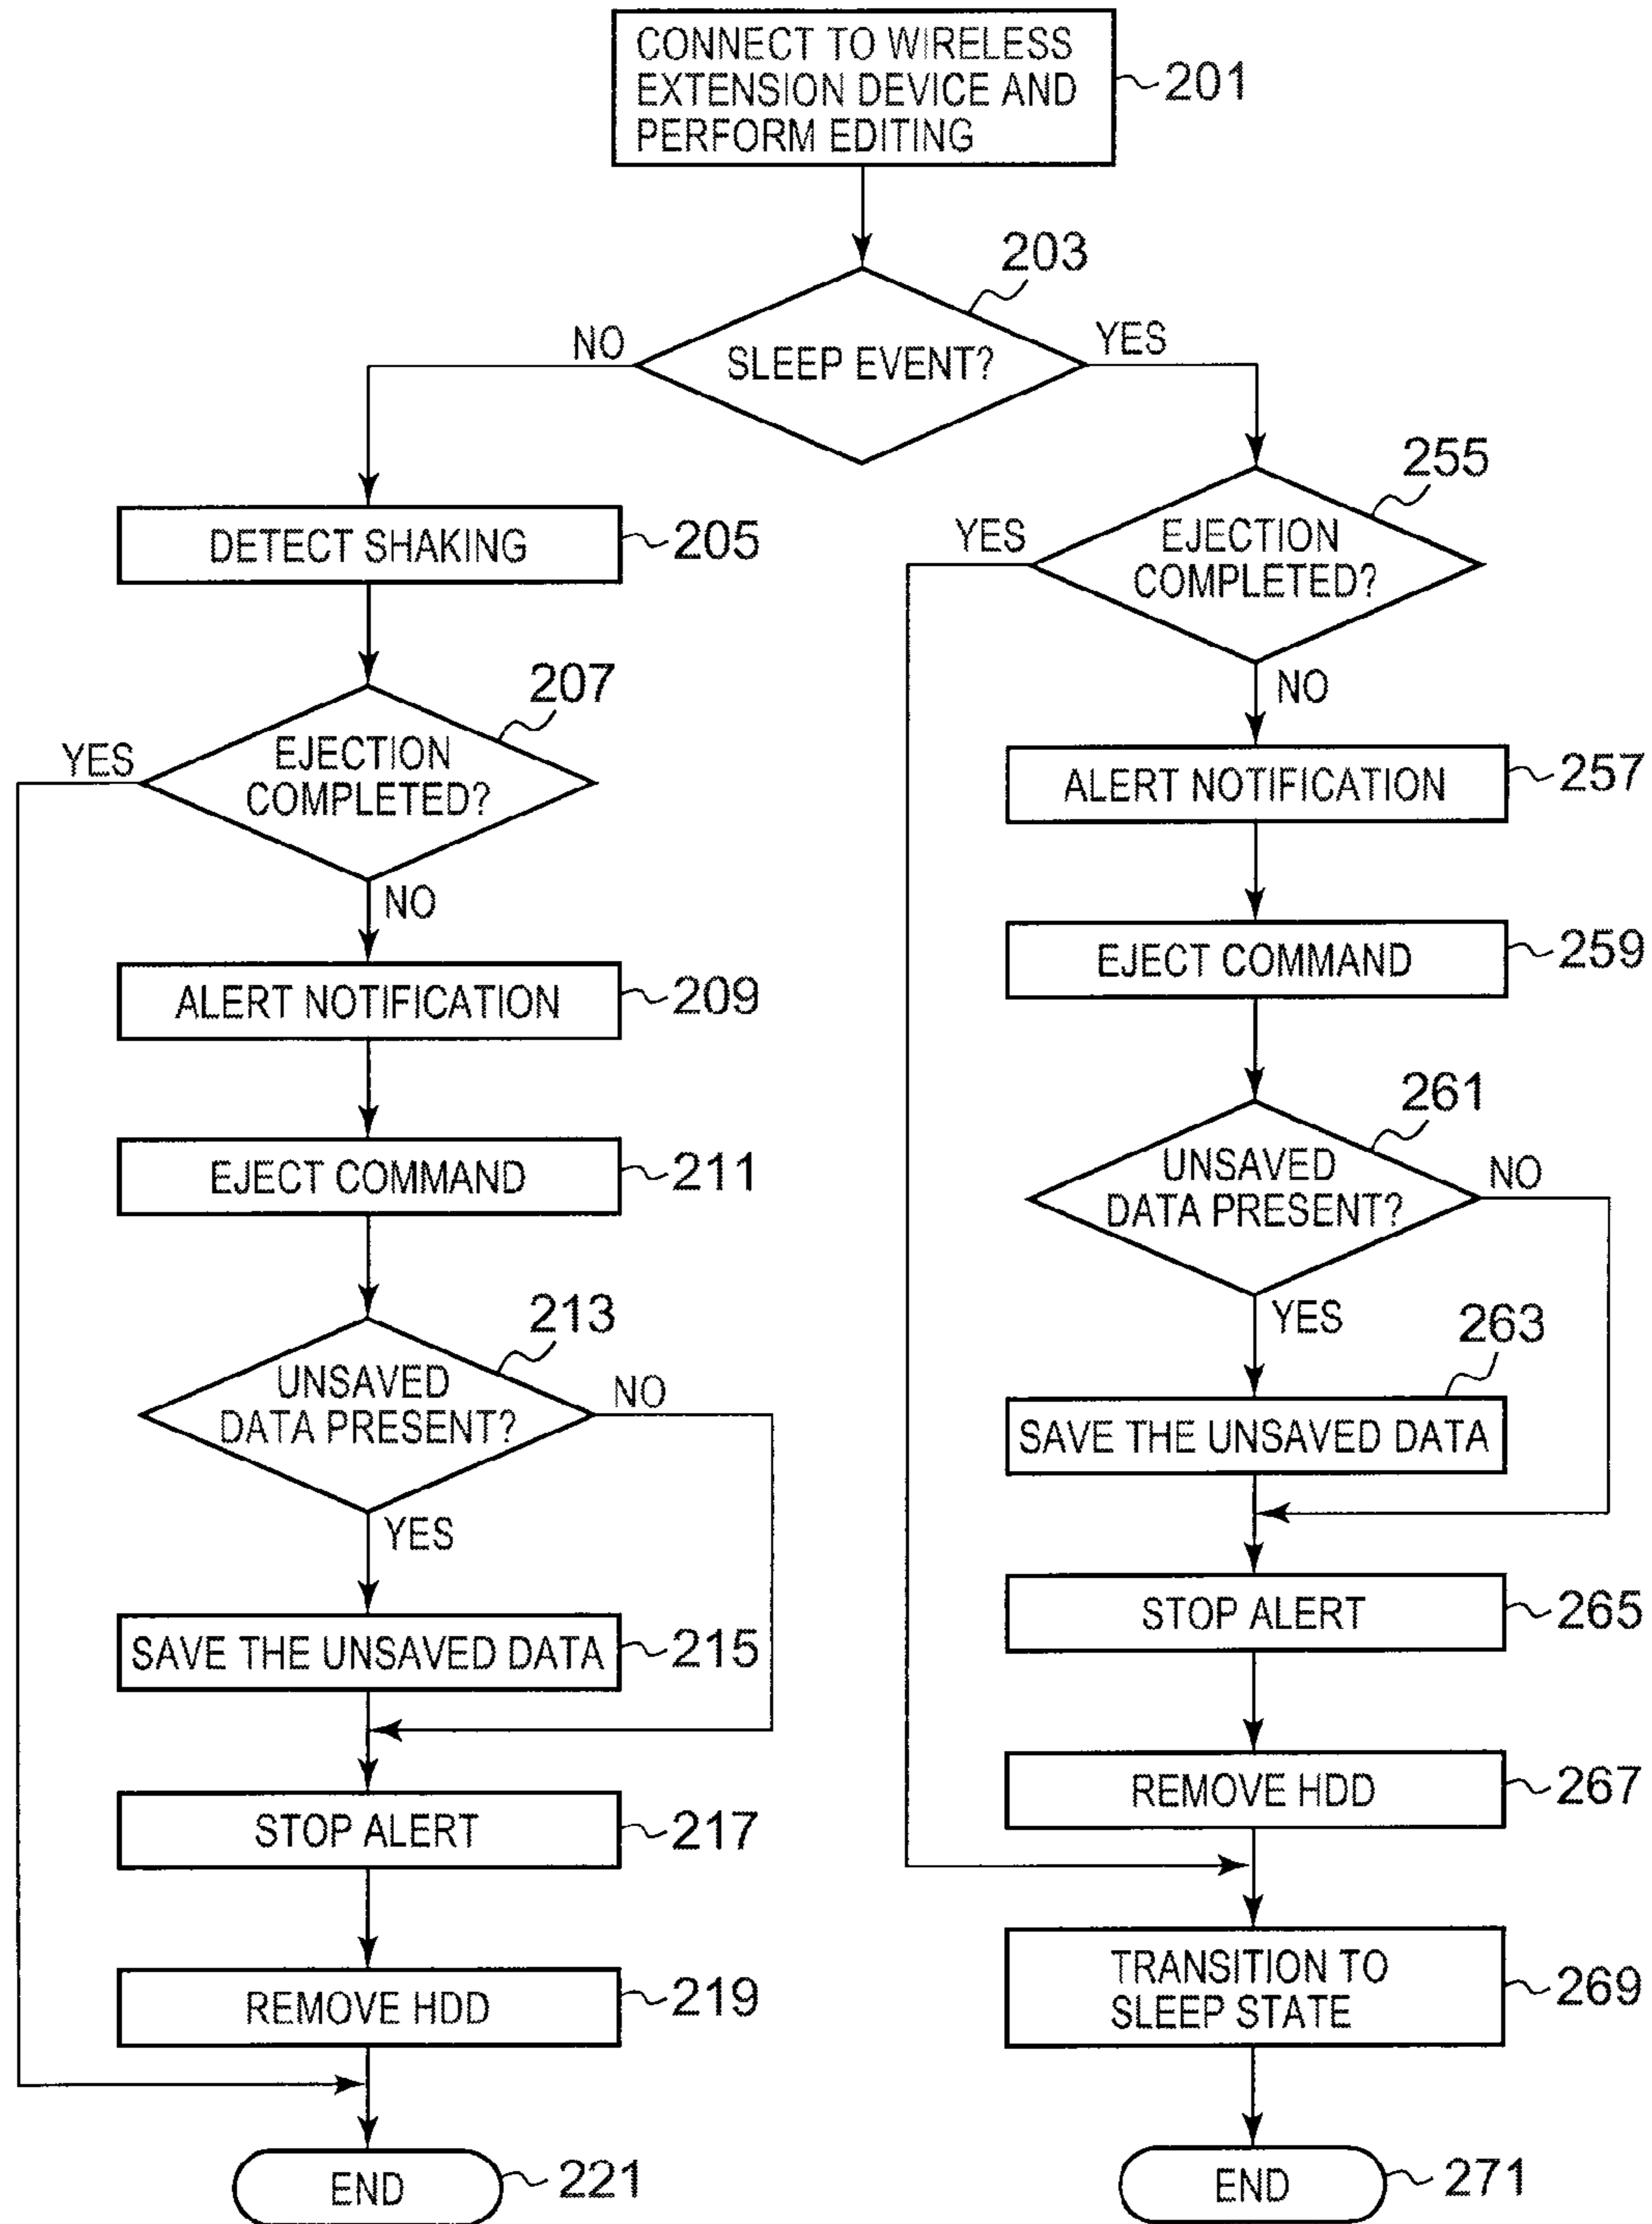 CONNECT TO WIRELESS
EXTENSION DEVICE AND
PERFORM EDITING
201
203
SLEEP EVENT?
NO
YES
DETECT SHAKING
205
207
EJECTION
COMPLETED?
YES
NO
ALERT NOTIFICATION
209
EJECT COMMAND
211
213
UNSAVED
DATA PRESENT?
NO
YES
SAVE THE UNSAVED DATA
215
STOP ALERT
217
REMOVE HDD
219
END
221
255
EJECTION
COMPLETED?
YES
NO
ALERT NOTIFICATION
257
EJECT COMMAND
259
261
UNSAVED
DATA PRESENT?
NO
YES
263
SAVE THE UNSAVED DATA
STOP ALERT
265
REMOVE HDD
267
TRANSITION TO
SLEEP STATE
269
END
271